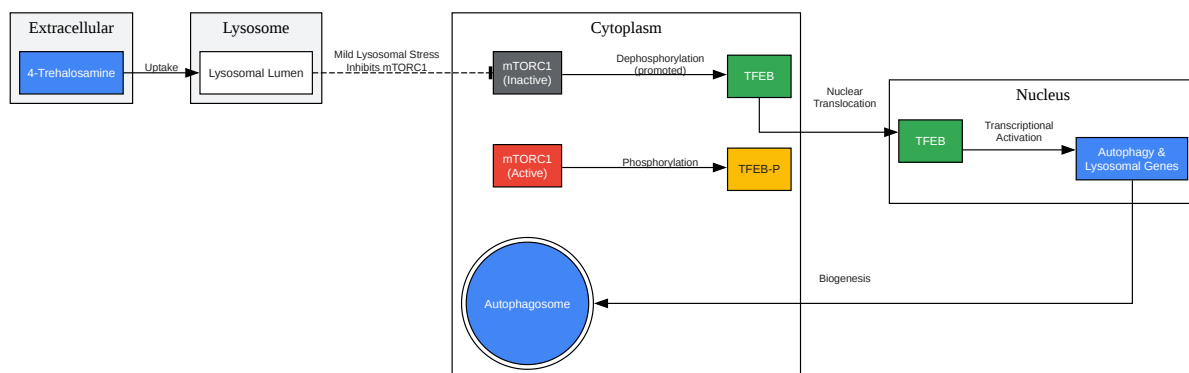 Extracellular
4-Trehalosamine
Uptake
Lysosome
Lysosomal Lumen
Mild Lysosomal Stress
Inhibits mTORC1
Cytoplasm
mTORC1
(Inactive)
Dephosphorylation
(promoted)
TFEB
mTORC1
(Active)
Phosphorylation
TFEB-P
Autophagosome
Nuclear
Translocation
Nucleus
TFEB
Transcriptional
Activation
Autophagy &
Lysosomal Genes
Biogenesis